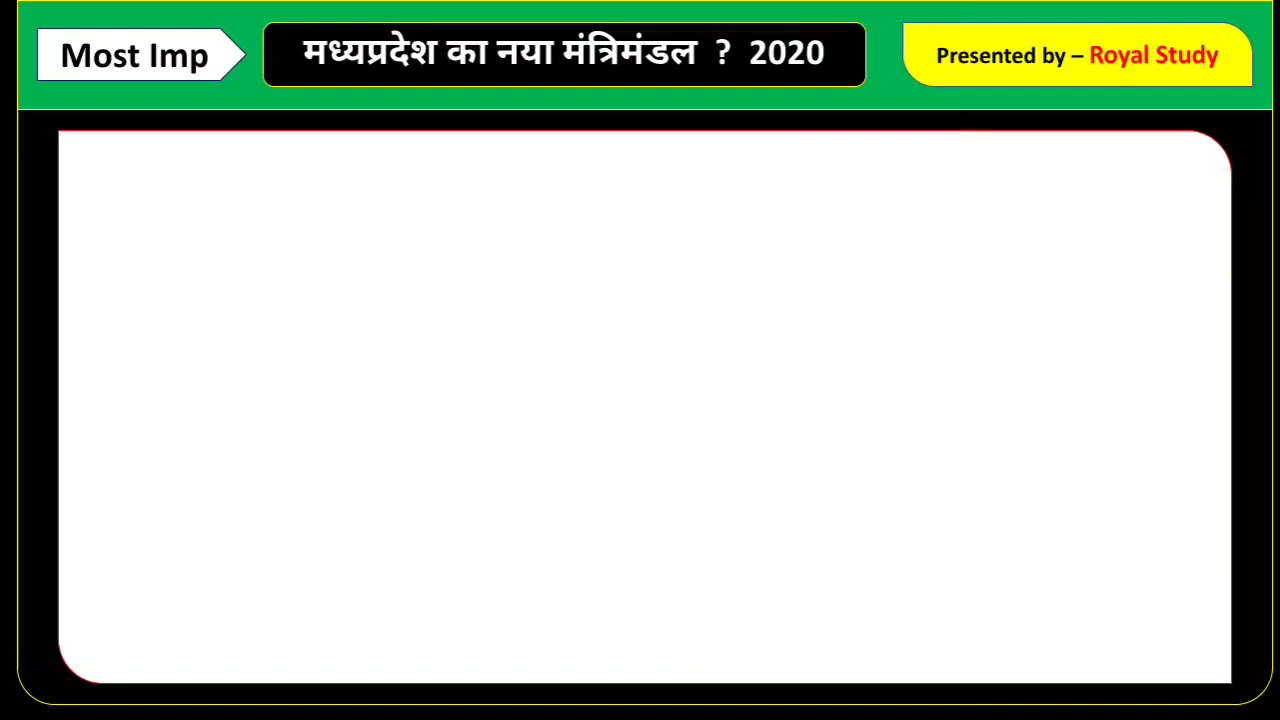 Most Imp
मध्यप्रदेश का नया मंत्रिमंडल ? 2020
Presented by – Royal Study